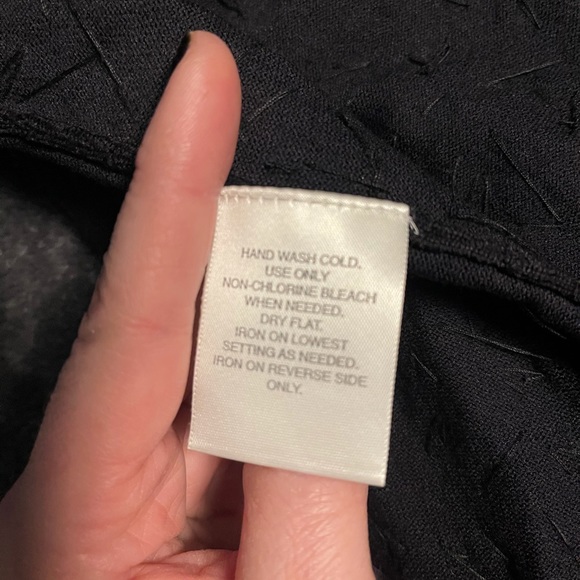 HAND WASH COLD.
USE ONLY
NON-CHLORINE BLEACH
WHEN NEEDED.
DRY FLAT.
IRON ON LOWEST
SETTING AS NEEDED.
IRON ON REVERSE SIDE
ONLY.